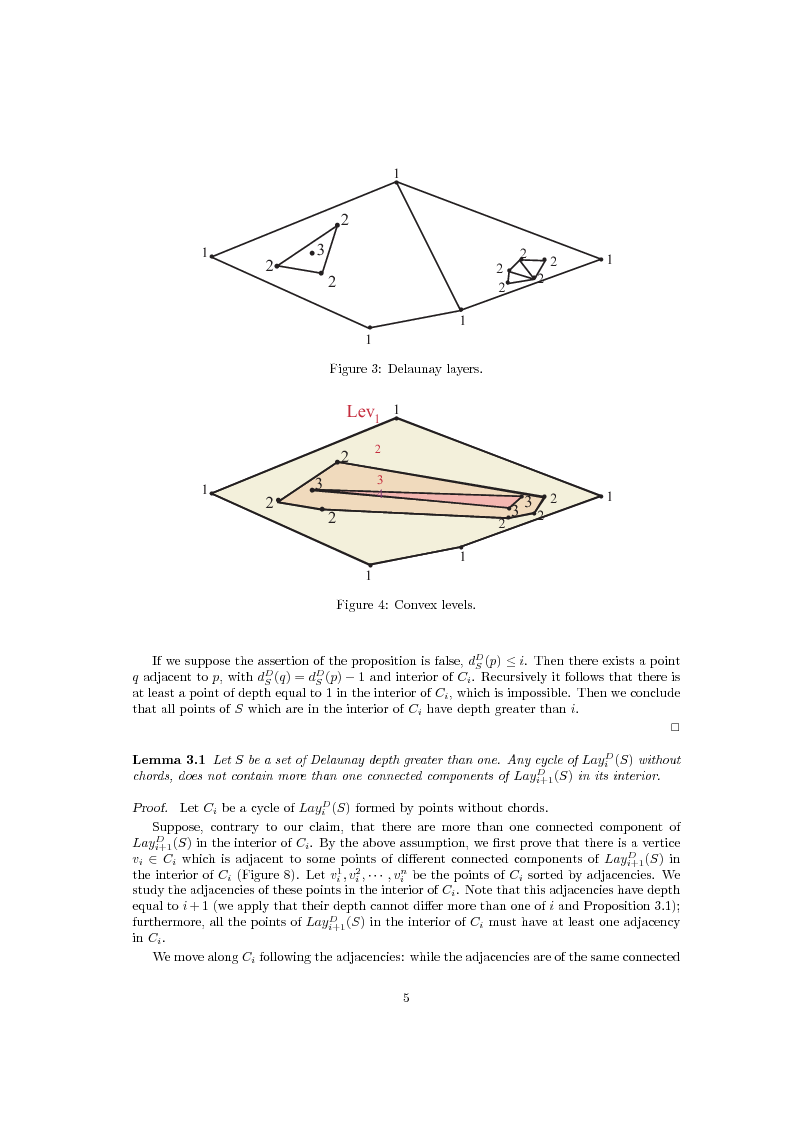 1
2
1
3
2
2
2
2
2
2
2
1
1
1
Figure 3: Delaunay layers.
Lev1
1
2
2
3
3
1
2
2
3
3
2
2
2
1
1
1
Figure 4: Convex levels.
If we suppose the assertion of the proposition is false, d_S^D(p) ≤ i. Then there exists a point
q adjacent to p, with d_S^D(q) = d_S^D(p) − 1 and interior of C_i. Recursively it follows that there is
at least a point of depth equal to 1 in the interior of C_i, which is impossible. Then we conclude
that all points of S which are in the interior of C_i have depth greater than i.
□
Lemma 3.1 Let S be a set of Delaunay depth greater than one. Any cycle of Lay_i^D(S) without
chords, does not contain more than one connected components of Lay_{i+1}^D(S) in its interior.
Proof. Let C_i be a cycle of Lay_i^D(S) formed by points without chords.
Suppose, contrary to our claim, that there are more than one connected component of
Lay_{i+1}^D(S) in the interior of C_i. By the above assumption, we first prove that there is a vertice
v_i ∈ C_i which is adjacent to some points of different connected components of Lay_{i+1}^D(S) in
the interior of C_i (Figure 8). Let v_i^1, v_i^2, ⋯ , v_i^n be the points of C_i sorted by adjacencies. We
study the adjacencies of these points in the interior of C_i. Note that this adjacencies have depth
equal to i + 1 (we apply that their depth cannot differ more than one of i and Proposition 3.1);
furthermore, all the points of Lay_{i+1}^D(S) in the interior of C_i must have at least one adjacency
in C_i.
We move along C_i following the adjacencies: while the adjacencies are of the same connected
5